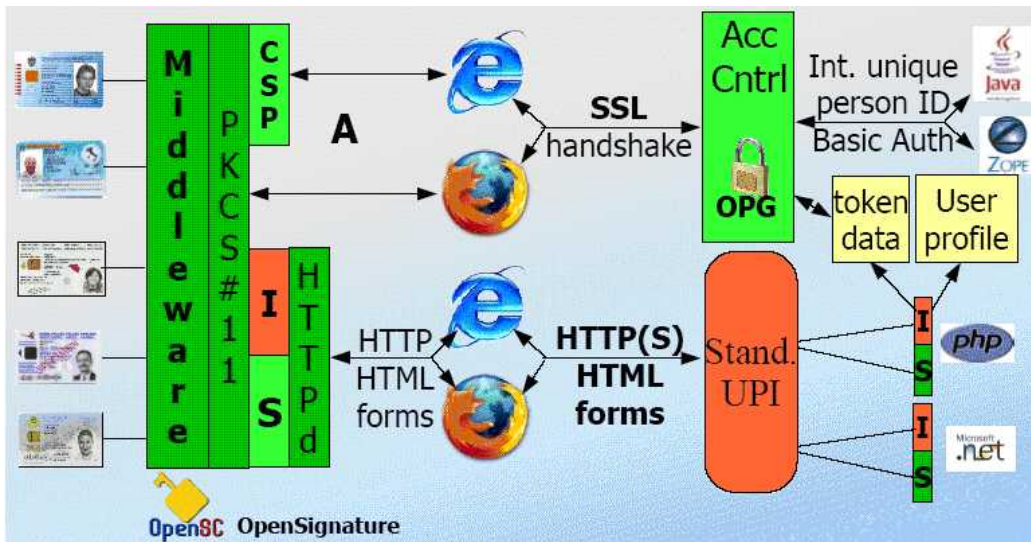 Middleware
PKCS#11
CSP
A
SSL
handshake
Acc
Cntrl
OPG
Int. unique
person ID
Basic Auth
Java
ZOPE
token
data
User
profile
I
S
HTTPd
HTTP
HTML
forms
HTTP(S)
HTML
forms
Stand.
UPI
I
S
php
I
S
Microsoft
.net
OpenSC
OpenSignature